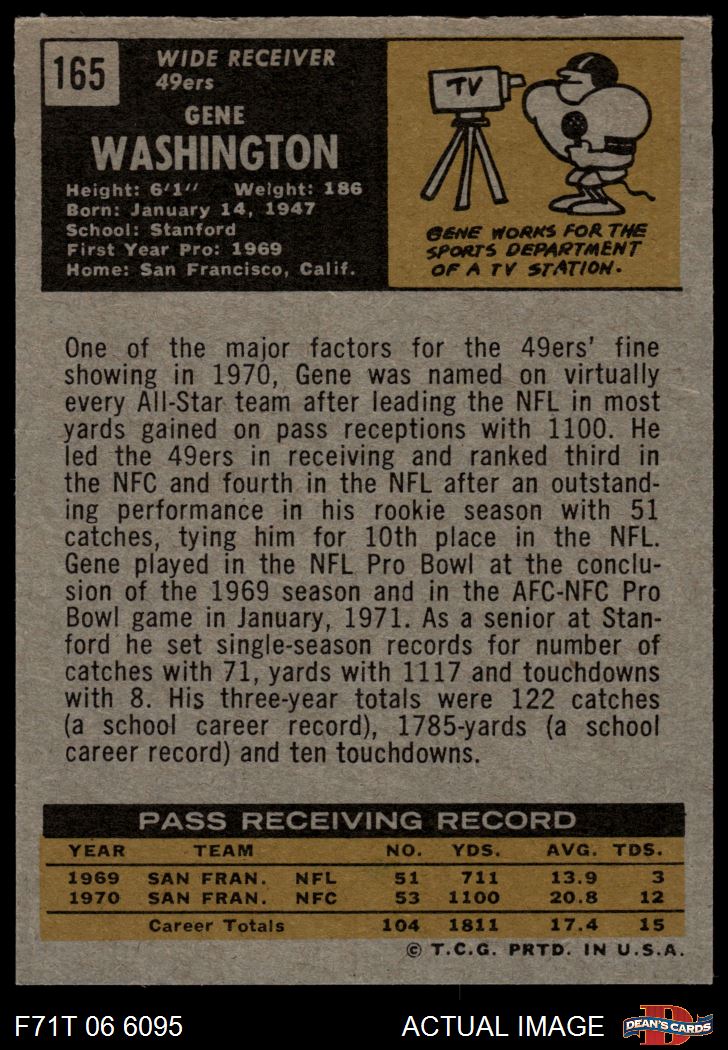 165
WIDE RECEIVER
49ers
GENE
WASHINGTON
Height: 6'1" Weight: 186
Born: January 14, 1947
School: Stanford
First Year Pro: 1969
Home: San Francisco, Calif.
TV
GENE WORKS FOR THE
SPORTS DEPARTMENT
OF A TV STATION.
One of the major factors for the 49ers' fine
showing in 1970, Gene was named on virtually
every All-Star team after leading the NFL in most
yards gained on pass receptions with 1100. He
led the 49ers in receiving and ranked third in
the NFC and fourth in the NFL after an outstand-
ing performance in his rookie season with 51
catches, tying him for 10th place in the NFL.
Gene played in the NFL Pro Bowl at the conclu-
sion of the 1969 season and in the AFC-NFC Pro
Bowl game in January, 1971. As a senior at Stan-
ford he set single-season records for number of
catches with 71, yards with 1117 and touchdowns
with 8. His three-year totals were 122 catches
(a school career record), 1785-yards (a school
career record) and ten touchdowns.
PASS RECEIVING RECORD
YEAR TEAM NO. YDS. AVG. TDS.
1969 SAN FRAN. NFL 51 711 13.9 3
1970 SAN FRAN. NFC 53 1100 20.8 12
Career Totals 104 1811 17.4 15
© T.C.G. PRTD. IN U.S.A.
F71T 06 6095 ACTUAL IMAGE
D
DEAN'S CARDS